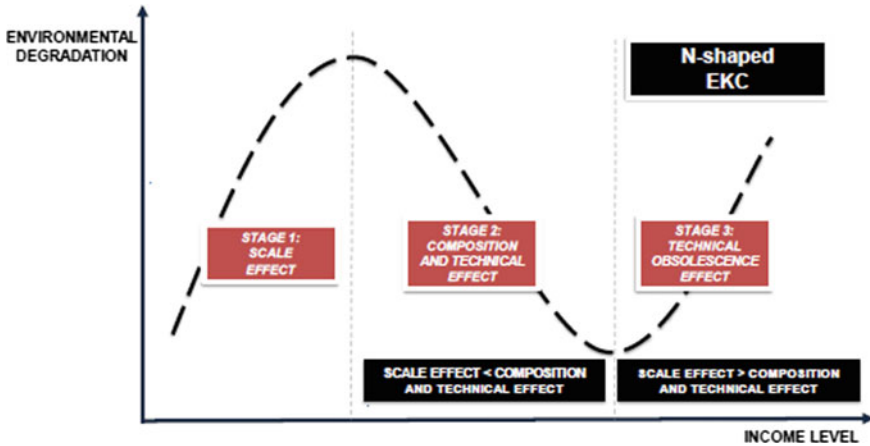 ENVIRONMENTAL
DEGRADATION
N-shaped
EKC
STAGE 1:
SCALE
EFFECT
STAGE 2:
COMPOSITION
AND TECHNICAL
EFFECT
STAGE 3:
TECHNICAL
OBSOLESCENCE
EFFECT
SCALE EFFECT < COMPOSITION
AND TECHNICAL EFFECT
SCALE EFFECT > COMPOSITION
AND TECHNICAL EFFECT
INCOME LEVEL